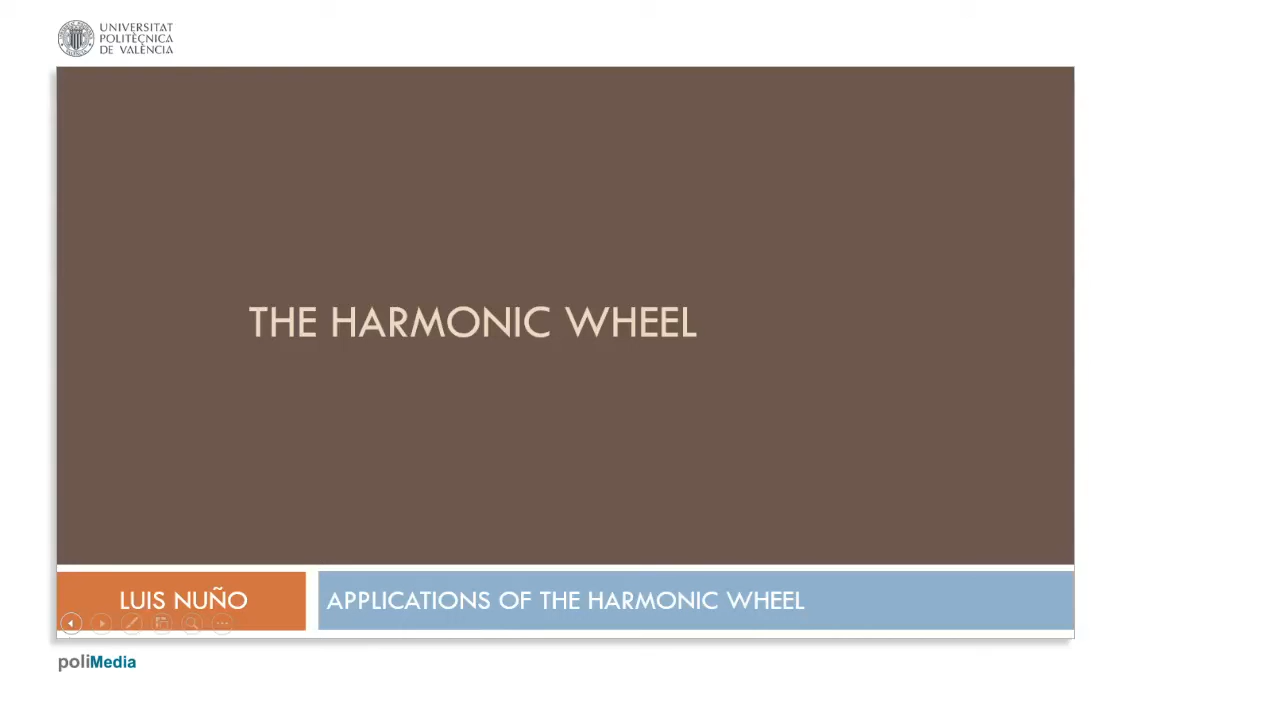 UNIVERSITAT
POLITÈCNICA
DE VALÈNCIA
THE HARMONIC WHEEL
LUIS NUÑO
APPLICATIONS OF THE HARMONIC WHEEL
poliMedia